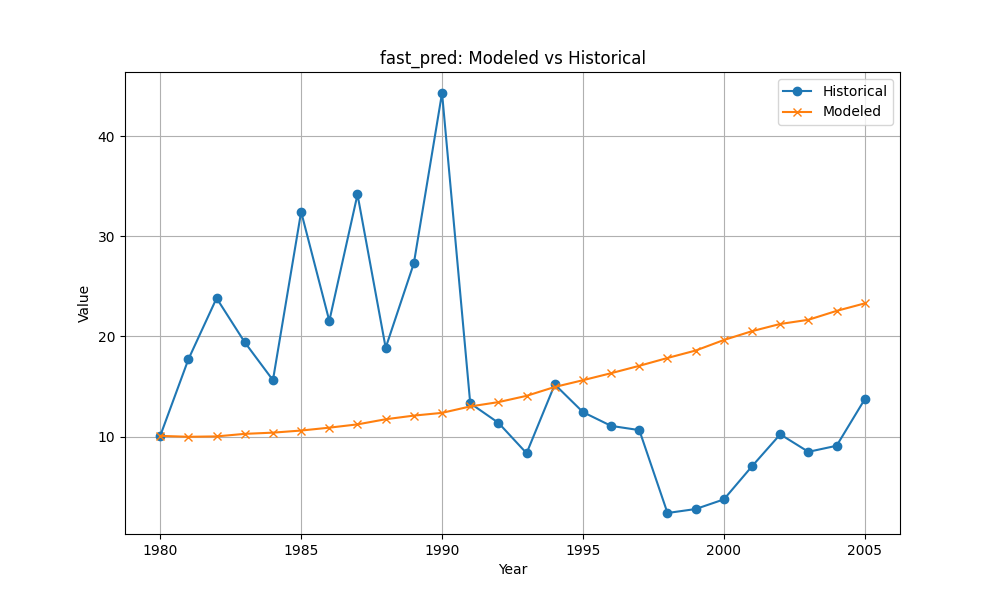 fast_pred: Modeled vs Historical
Historical
Modeled
Value
40
30
20
10
1980
1985
1990
1995
2000
2005
Year